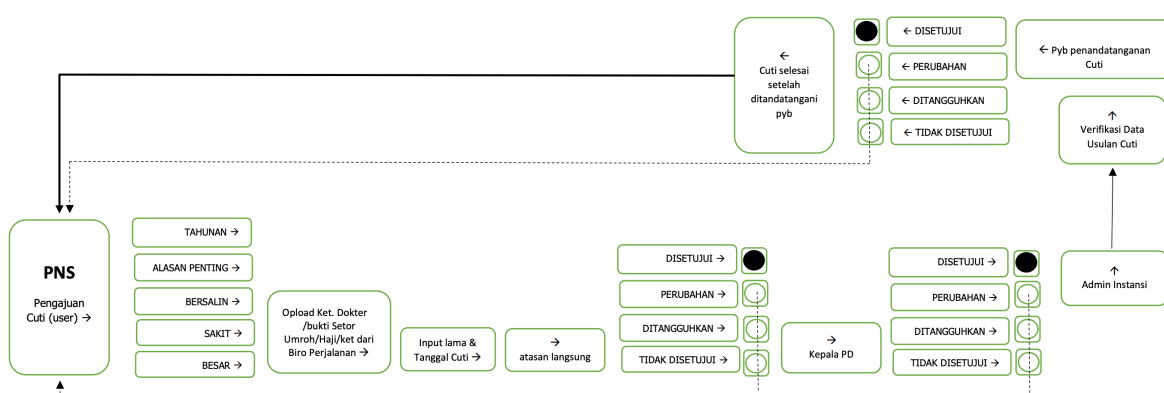 ← DISETUJUI
← PERUBAHAN
← DITANGGUHKAN
← TIDAK DISETUJUI
←
Cuti selesai
setelah
ditandatangani
pyb
← Pyb penandatanganan
Cuti
↑
Verifikasi Data
Usulan Cuti
PNS
Pengajuan
Cuti (user) →
TAHUNAN →
ALASAN PENTING →
BERSALIN →
SAKIT →
BESAR →
Opload Ket. Dokter
/bukti Setor
Umroh/Haji/ket dari
Biro Perjalanan →
Input lama &
Tanggal Cuti →
→
atasan langsung
DISETUJUI →
PERUBAHAN →
DITANGGUHKAN →
TIDAK DISETUJUI →
→
Kepala PD
DISETUJUI →
PERUBAHAN →
DITANGGUHKAN →
TIDAK DISETUJUI →
↑
Admin Instansi